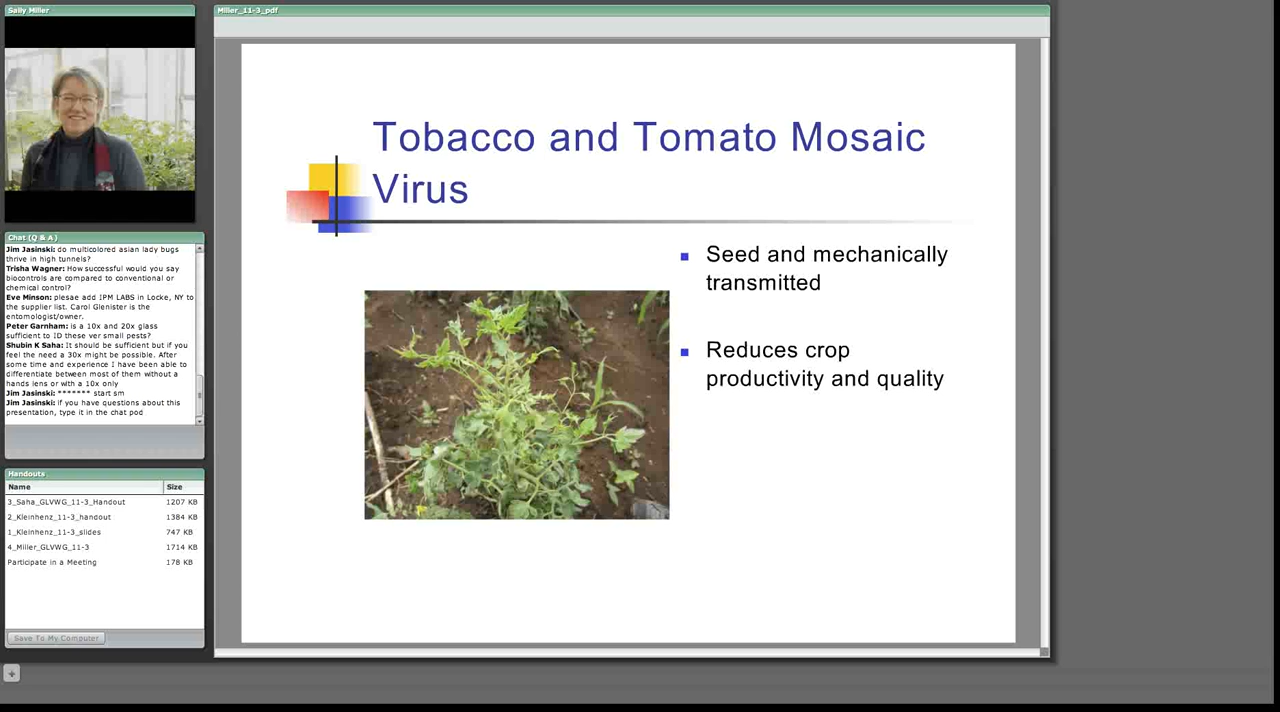 Sally Miller
Miller_11-3_pdf
Tobacco and Tomato Mosaic
Virus
Seed and mechanically
transmitted
Reduces crop
productivity and quality
Chat (Q & A)
Jim Jasinski: do multicolored asian lady bugs
thrive in high tunnels?
Trisha Wagner: How successful would you say
biocontrols are compared to conventional or
chemical control?
Eve Minson: plesae add IPM LABS in Locke, NY to
the supplier list. Carol Glenister is the
entomologist/owner.
Peter Garnham: is a 10x and 20x glass
sufficient to ID these ver small pests?
Shubin K Saha: It should be sufficient but if you
feel the need a 30x might be possible. After
some time and experience I have been able to
differentiate between most of them without a
hands lens or with a 10x only
Jim Jasinski: ******* start sm
Jim Jasinski: If you have questions about this
presentation, type it in the chat pod
Handouts
Name Size
3_Saha_GLVWG_11-3_Handout 1207 KB
2_Kleinhenz_11-3_handout 1384 KB
1_Kleinhenz_11-3_slides 747 KB
4_Miller_GLVWG_11-3 1714 KB
Participate in a Meeting 178 KB
Save To My Computer